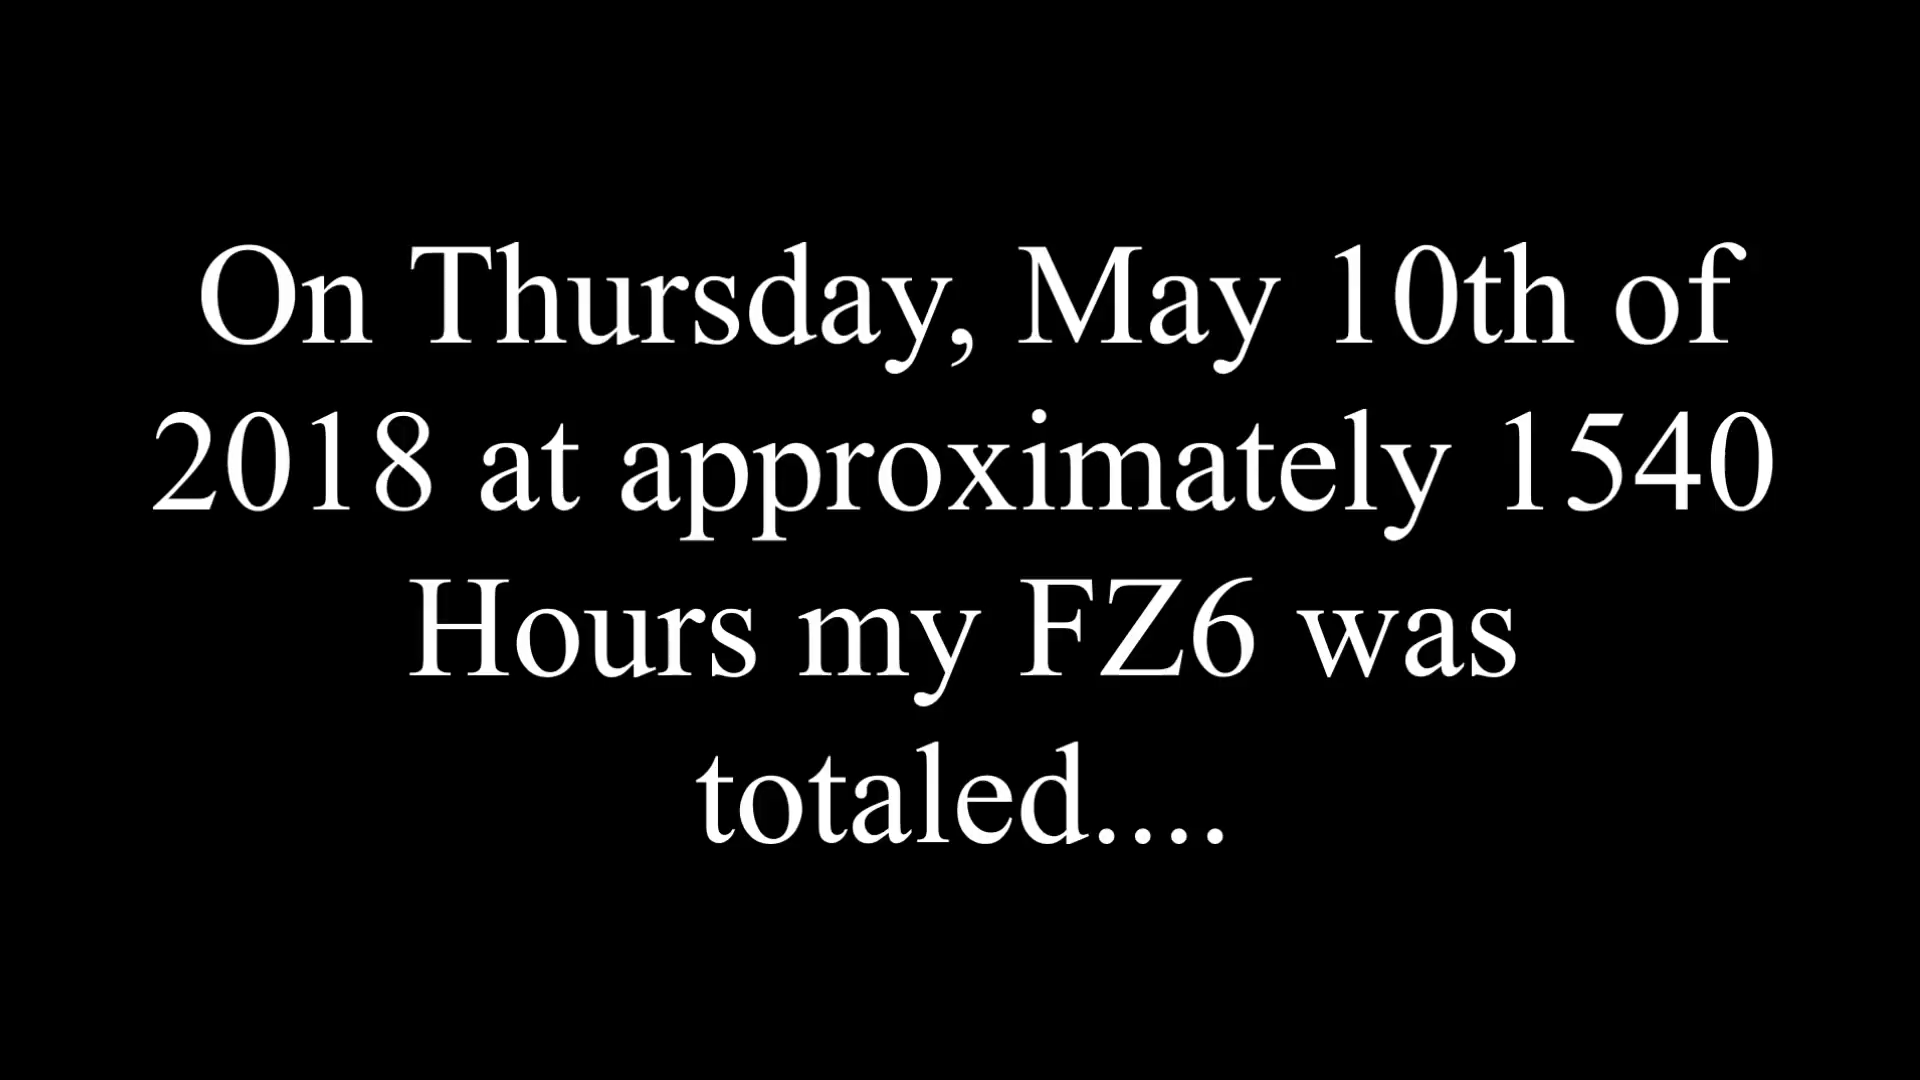 On Thursday, May 10th of
2018 at approximately 1540
Hours my FZ6 was
totaled....